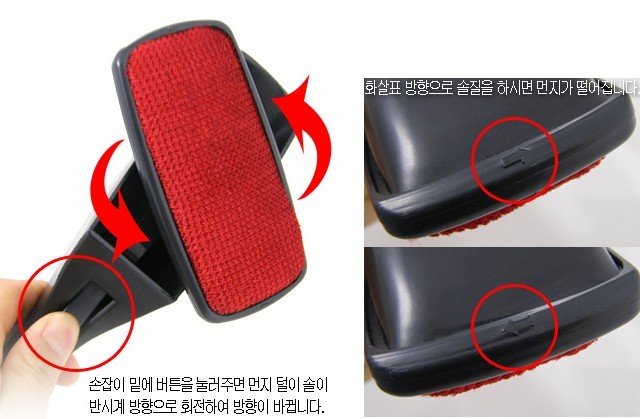 화살표 방향으로 솔질을 하시면 먼지가 떨어집니다.
손잡이 밑에 버튼을 눌러주면 먼지 털이 솔이
반시계 방향으로 회전하여 방향이 바뀝니다.